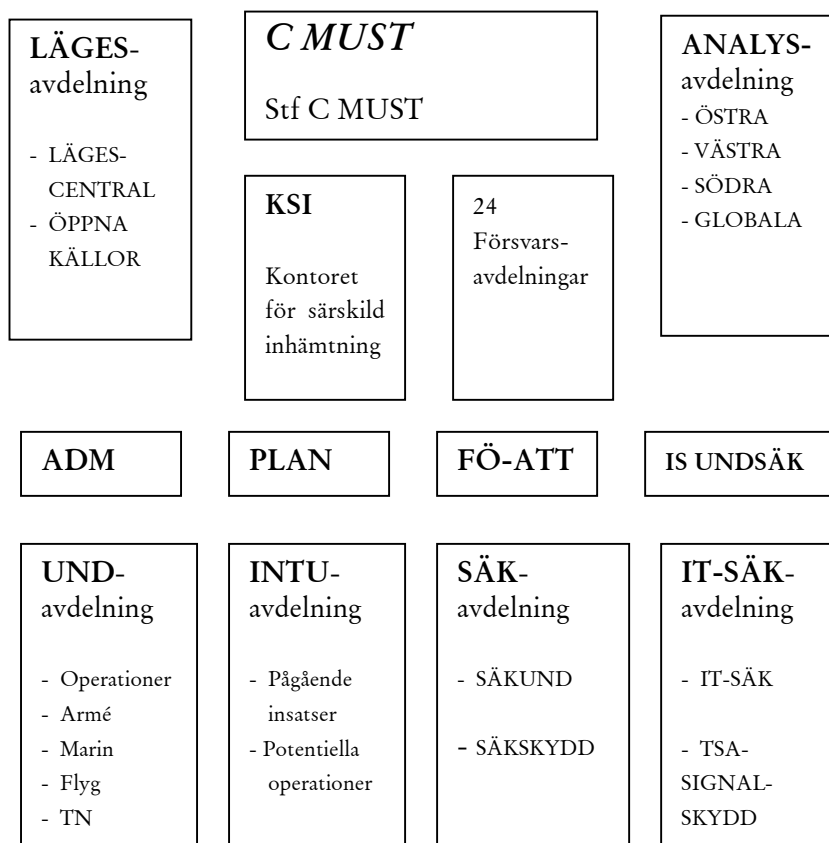 LÄGES-
avdelning
- LÄGES-
CENTRAL
- ÖPPNA
KÄLLOR
C MUST
Stf C MUST
ANALYS-
avdelning
- ÖSTRA
- VÄSTRA
- SÖDRA
- GLOBALA
KSI
Kontoret
för särskild
inhämtning
24
Försvars-
avdelningar
ADM
PLAN
FÖ-ATT
IS UNDSÄK
UND-
avdelning
- Operationer
- Armé
- Marin
- Flyg
- TN
INTU-
avdelning
- Pågående
insatser
- Potentiella
operationer
SÄK-
avdelning
- SÄKUND
- SÄKSKYDD
IT-SÄK-
avdelning
- IT-SÄK
- TSA-
SIGNAL-
SKYDD